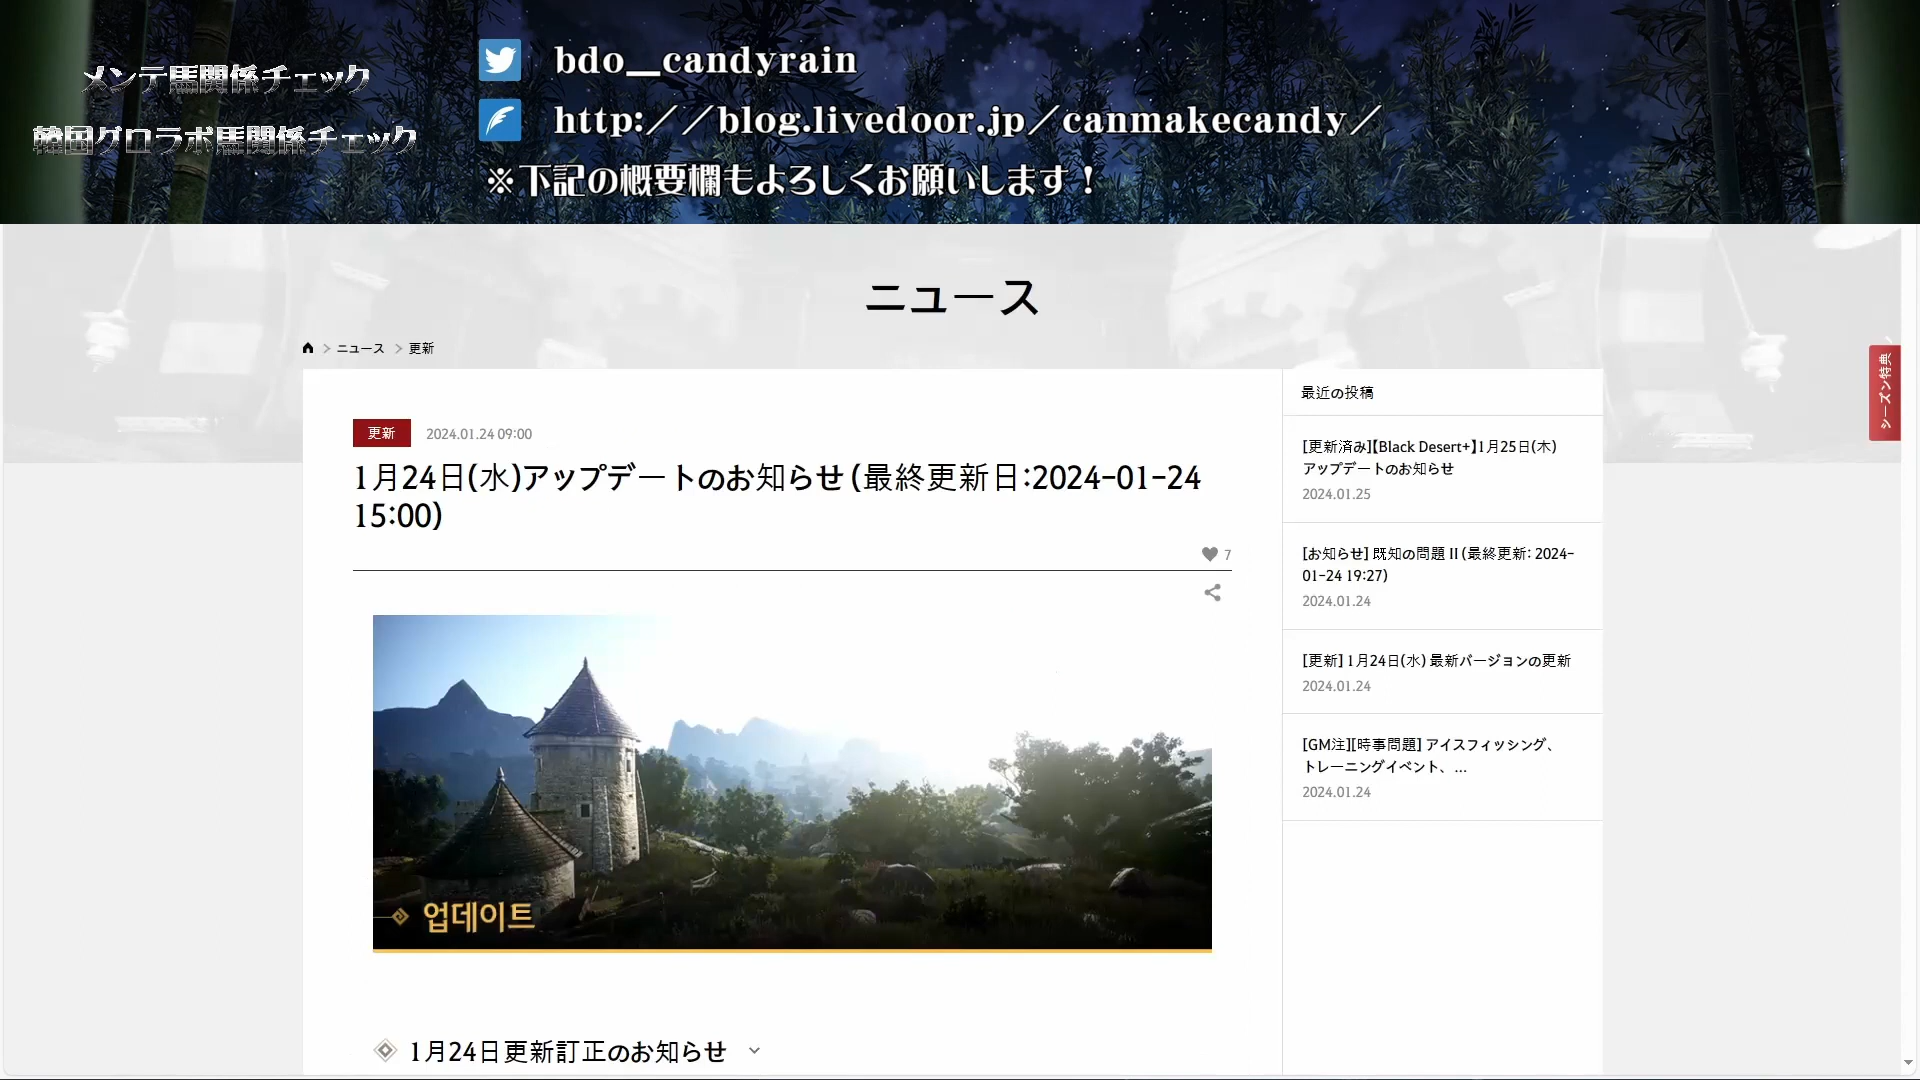 メンテ馬関係チェック
韓国グロラボ馬関係チェック
bdo__candyrain
http://blog.livedoor.jp/canmakecandy/
※下記の概要欄もよろしくお願いします！
ニュース
ニュース > 更新
シーズン特典
更新 2024.01.24 09:00
1月24日(水)アップデートのお知らせ (最終更新日:2024-01-24
15:00)
7
업데이트
1月24日更新訂正のお知らせ
最近の投稿
[更新済み]【Black Desert+】1月25日(木)
アップデートのお知らせ
2024.01.25
[お知らせ] 既知の問題 II (最終更新: 2024-
01-24 19:27)
2024.01.24
[更新] 1月24日(水) 最新バージョンの更新
2024.01.24
[GM注][時事問題] アイスフィッシング、
トレーニングイベント、...
2024.01.24